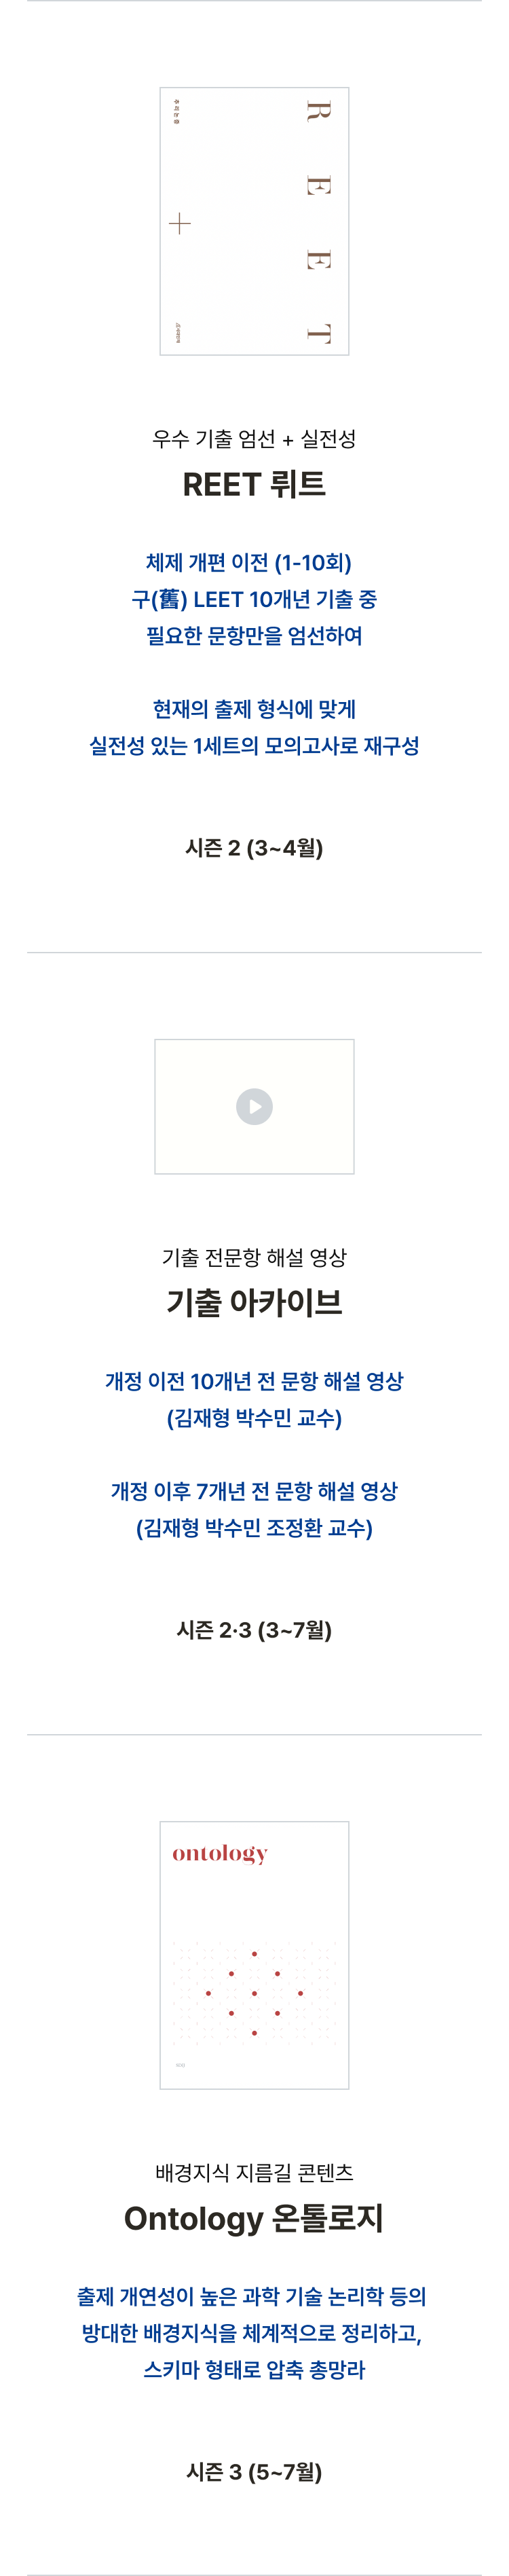 R E E T
우수 기출 엄선 + 실전성
REET 뤼트
체제 개편 이전 (1-10회)
구(舊) LEET 10개년 기출 중
필요한 문항만을 엄선하여
현재의 출제 형식에 맞게
실전성 있는 1세트의 모의고사로 재구성
시즌 2 (3~4월)
기출 전문항 해설 영상
기출 아카이브
개정 이전 10개년 전 문항 해설 영상
(김재형 박수민 교수)
개정 이후 7개년 전 문항 해설 영상
(김재형 박수민 조정환 교수)
시즌 2·3 (3~7월)
ontology
배경지식 지름길 콘텐츠
Ontology 온톨로지
출제 개연성이 높은 과학 기술 논리학 등의
방대한 배경지식을 체계적으로 정리하고,
스키마 형태로 압축 총망라
시즌 3 (5~7월)